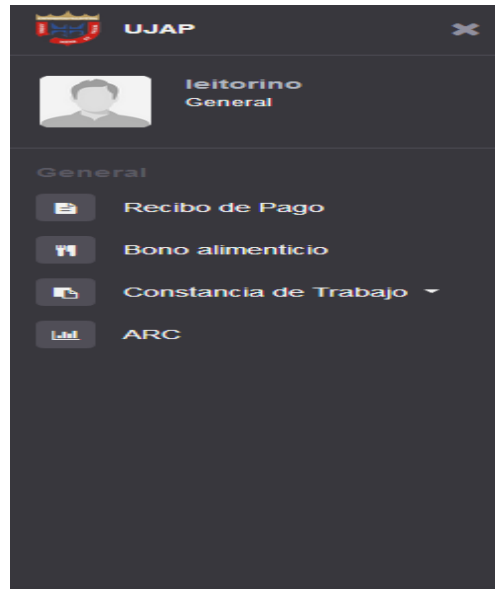 UJAP
leitorino
General
General
Recibo de Pago
Bono alimenticio
Constancia de Trabajo
ARC